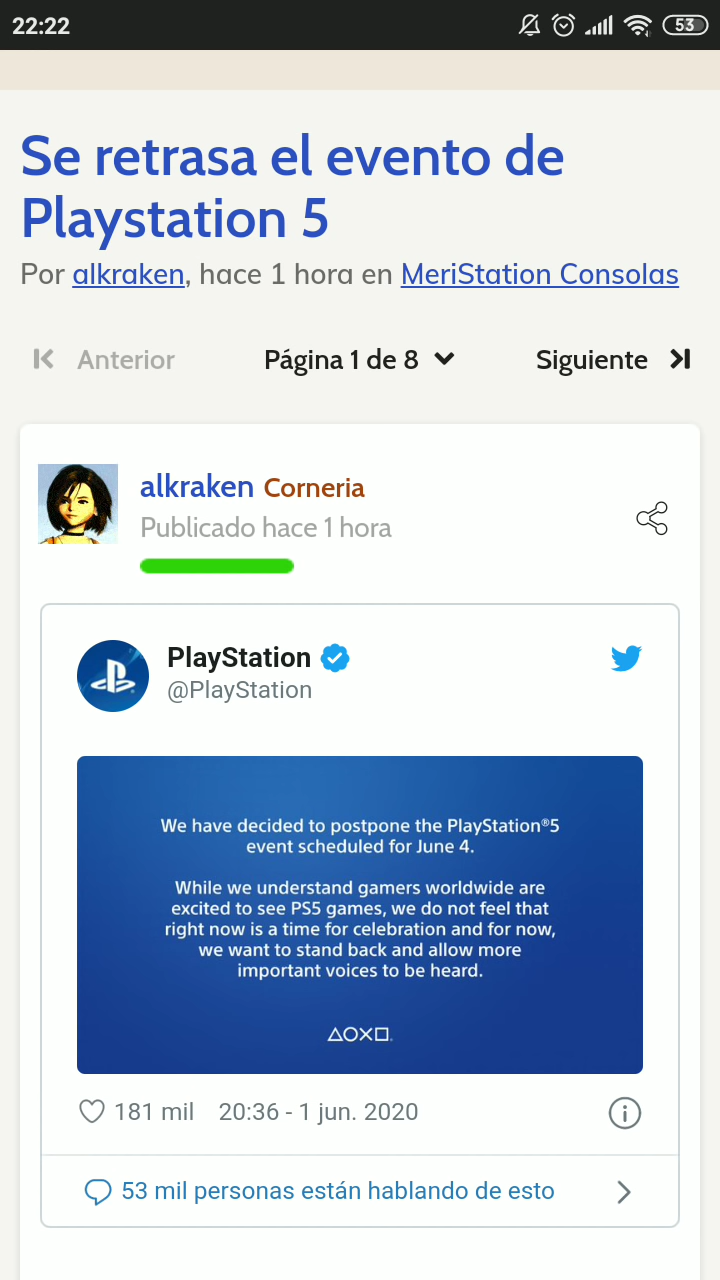 22:22
53
Se retrasa el evento de
Playstation 5
Por alkraken, hace 1 hora en MeriStation Consolas
Anterior
Página 1 de 8
Siguiente
alkraken Corneria
Publicado hace 1 hora
PlayStation
@PlayStation
We have decided to postpone the PlayStation®5
event scheduled for June 4.
While we understand gamers worldwide are
excited to see PS5 games, we do not feel that
right now is a time for celebration and for now,
we want to stand back and allow more
important voices to be heard.
181 mil 20:36 - 1 jun. 2020
53 mil personas están hablando de esto